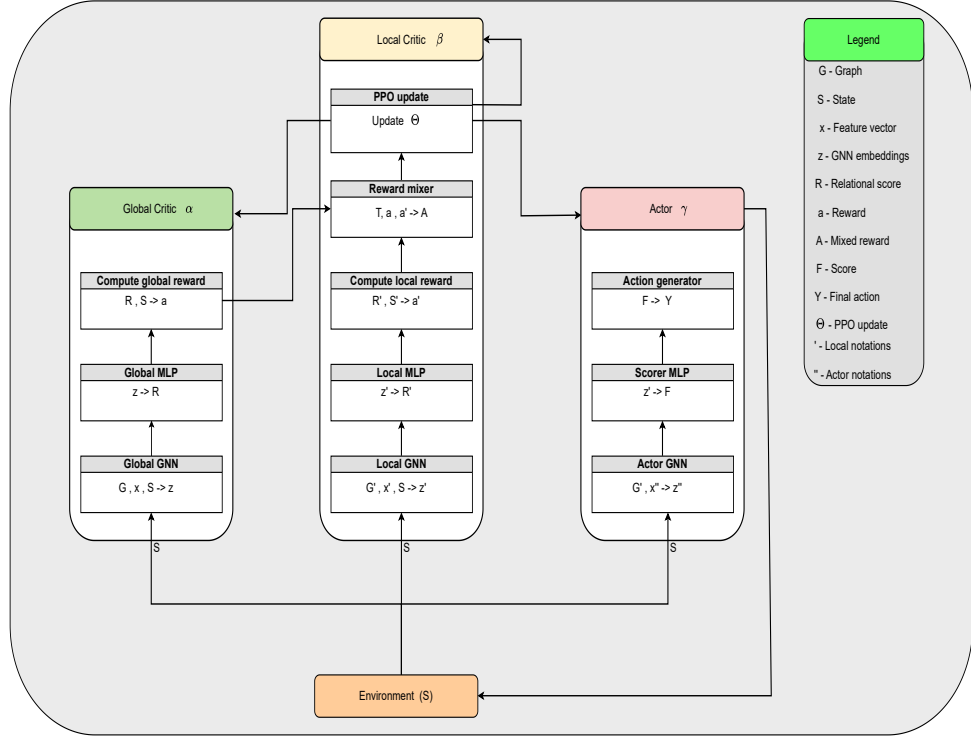 Local Critic β
PPO update
Update Θ
Reward mixer
T, a , a' -> A
Compute local reward
R' , S' -> a'
Local MLP
z' -> R'
Local GNN
G' , x' , S -> z'
S
Global Critic α
Compute global reward
R , S -> a
Global MLP
z -> R
Global GNN
G , x , S -> z
S
Actor γ
Action generator
F -> Y
Scorer MLP
z' -> F
Actor GNN
G' , x'' -> z''
S
Environment (S)
Legend
G - Graph
S - State
x - Feature vector
z - GNN embeddings
R - Relational score
a - Reward
A - Mixed reward
F - Score
Y - Final action
Θ - PPO update
' - Local notations
'' - Actor notations